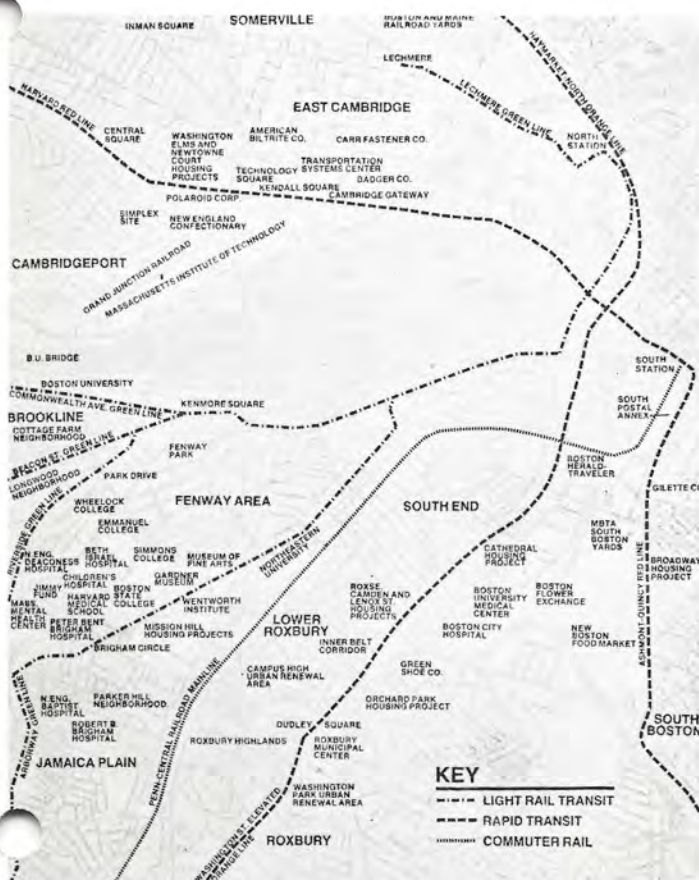 INMAN SQUARE
SOMERVILLE
BOSTON AND MAINE
RAILROAD YARDS
HAYMARKET-NORTH ORANGE LINE
LECHMERE
LECHMERE GREEN LINE
HARVARD RED LINE
EAST CAMBRIDGE
NORTH
STATION
CENTRAL
SQUARE
WASHINGTON
ELMS AND
NEWTOWNE
COURT
HOUSING
PROJECTS
AMERICAN
BILTRITE CO.
CARR FASTENER CO.
TECHNOLOGY
SQUARE
TRANSPORTATION
SYSTEMS CENTER
BADGER CO.
KENDALL SQUARE
CAMBRIDGE GATEWAY
POLAROID CORP.
SIMPLEX
SITE
NEW ENGLAND
CONFECTIONARY
CAMBRIDGEPORT
GRAND JUNCTION RAILROAD
MASSACHUSETTS INSTITUTE OF TECHNOLOGY
B.U. BRIDGE
BOSTON UNIVERSITY
COMMONWEALTH AVE. GREEN LINE
KENMORE SQUARE
SOUTH
STATION
SOUTH
POSTAL
ANNEX
BROOKLINE
COTTAGE FARM
NEIGHBORHOOD
BEACON ST. GREEN LINE
LONGWOOD
NEIGHBORHOOD
RIVERSIDE GREEN LINE
FENWAY
PARK
PARK DRIVE
FENWAY AREA
SOUTH END
BOSTON
HERALD-
TRAVELER
GILETTE CO
WHEELOCK
COLLEGE
EMMANUEL
COLLEGE
MBTA
SOUTH
BOSTON
YARDS
N. ENG.
DEACONESS
HOSPITAL
BETH
ISRAEL
HOSPITAL
SIMMONS
COLLEGE
MUSEUM OF
FINE ARTS
NORTHEASTERN
UNIVERSITY
CATHEDRAL
HOUSING
PROJECT
BROADWAY
HOUSING
PROJECT
ASHMONT-QUINCY RED LINE
JIMMY
FUND
CHILDREN'S
HOSPITAL
GARDNER
MUSEUM
HARVARD
MEDICAL
SCHOOL
BOSTON
STATE
COLLEGE
WENTWORTH
INSTITUTE
ROXSE,
CAMDEN AND
LENOX ST.
HOUSING
PROJECTS
BOSTON
UNIVERSITY
MEDICAL
CENTER
BOSTON
FLOWER
EXCHANGE
MASS.
MENTAL
HEALTH
CENTER
PETER BENT
BRIGHAM
HOSPITAL
MISSION HILL
HOUSING PROJECTS
LOWER
ROXBURY
BOSTON CITY
HOSPITAL
NEW
BOSTON
FOOD MARKET
BRIGHAM CIRCLE
INNER BELT
CORRIDOR
CAMPUS HIGH
URBAN RENEWAL
AREA
GREEN
SHOE CO.
ARBORWAY GREEN LINE
N. ENG.
BAPTIST
HOSPITAL
PARKER HILL
NEIGHBORHOOD
PENN-CENTRAL RAILROAD MAINLINE
ORCHARD PARK
HOUSING PROJECT
ROBERT B.
BRIGHAM
HOSPITAL
DUDLEY SQUARE
ROXBURY HIGHLANDS
ROXBURY
MUNICIPAL
CENTER
SOUTH
BOSTON
JAMAICA PLAIN
WASHINGTON
PARK URBAN
RENEWAL AREA
WASHINGTON ST. ELEVATED
ORANGE LINE
ROXBURY
KEY
LIGHT RAIL TRANSIT
RAPID TRANSIT
COMMUTER RAIL